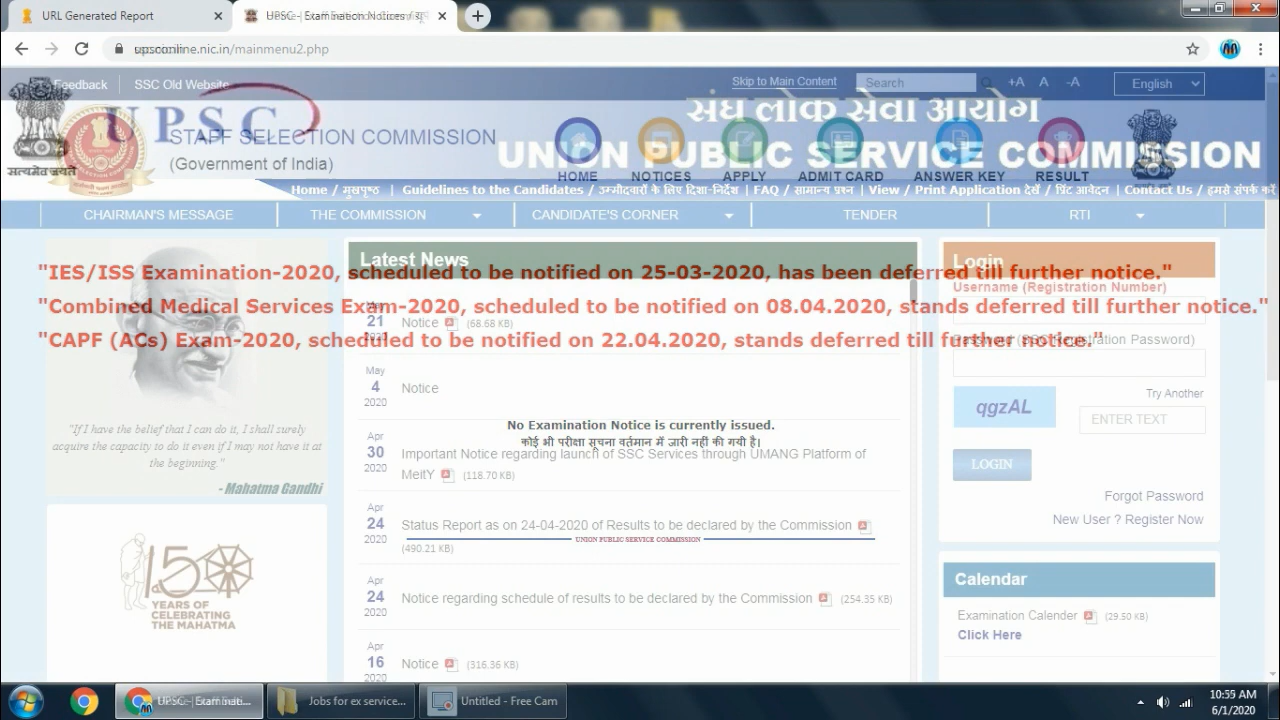 URL Generated Report
UPSC - Examination Notices
upsconline.nic.in/mainmenu2.php
Feedback
SSC Old Website
Skip to Main Content
Search
+A A -A
English
UPSC
सत्यमेव जयते
STAFF SELECTION COMMISSION
(Government of India)
संघ लोक सेवा आयोग
UNION PUBLIC SERVICE COMMISSION
HOME
NOTICES
APPLY
ADMIT CARD
ANSWER KEY
RESULT
Home / मुखपृष्ठ | Guidelines to the Candidates / उम्मीदवारों के लिए दिशा-निर्देश | FAQ / सामान्य प्रश्न | View / Print Application देखें / प्रिंट आवेदन | Contact Us / हमसे संपर्क करें
CHAIRMAN'S MESSAGE
THE COMMISSION
CANDIDATE'S CORNER
TENDER
RTI
Latest News
Login
"IES/ISS Examination-2020, scheduled to be notified on 25-03-2020, has been deferred till further notice."
Username (Registration Number)
"Combined Medical Services Exam-2020, scheduled to be notified on 08.04.2020, stands deferred till further notice."
21
Notice (68.68 KB)
"CAPF (ACs) Exam-2020, scheduled to be notified on 22.04.2020, stands deferred till further notice."
Password (SSC Registration Password)
May
4
2020
Notice
qgzAL
Try Another
ENTER TEXT
No Examination Notice is currently issued.
कोई भी परीक्षा सूचना वर्तमान में जारी नहीं की गयी है।
"If I have the belief that I can do it, I shall surely
acquire the capacity to do it even if I may not have it at
the beginning."
- Mahatma Gandhi
Apr
30
2020
Important Notice regarding launch of SSC Services through UMANG Platform of
MeitY (118.70 KB)
LOGIN
Forgot Password
New User ? Register Now
Apr
24
2020
Status Report as on 24-04-2020 of Results to be declared by the Commission
(490.21 KB)
UNION PUBLIC SERVICE COMMISSION
150
YEARS OF
CELEBRATING
THE MAHATMA
Apr
24
2020
Notice regarding schedule of results to be declared by the Commission (254.35 KB)
Calendar
Examination Calender (29.50 KB)
Click Here
Apr
16
2020
Notice (316.36 KB)
Jobs for ex service...
Untitled - Free Cam
10:55 AM
6/1/2020